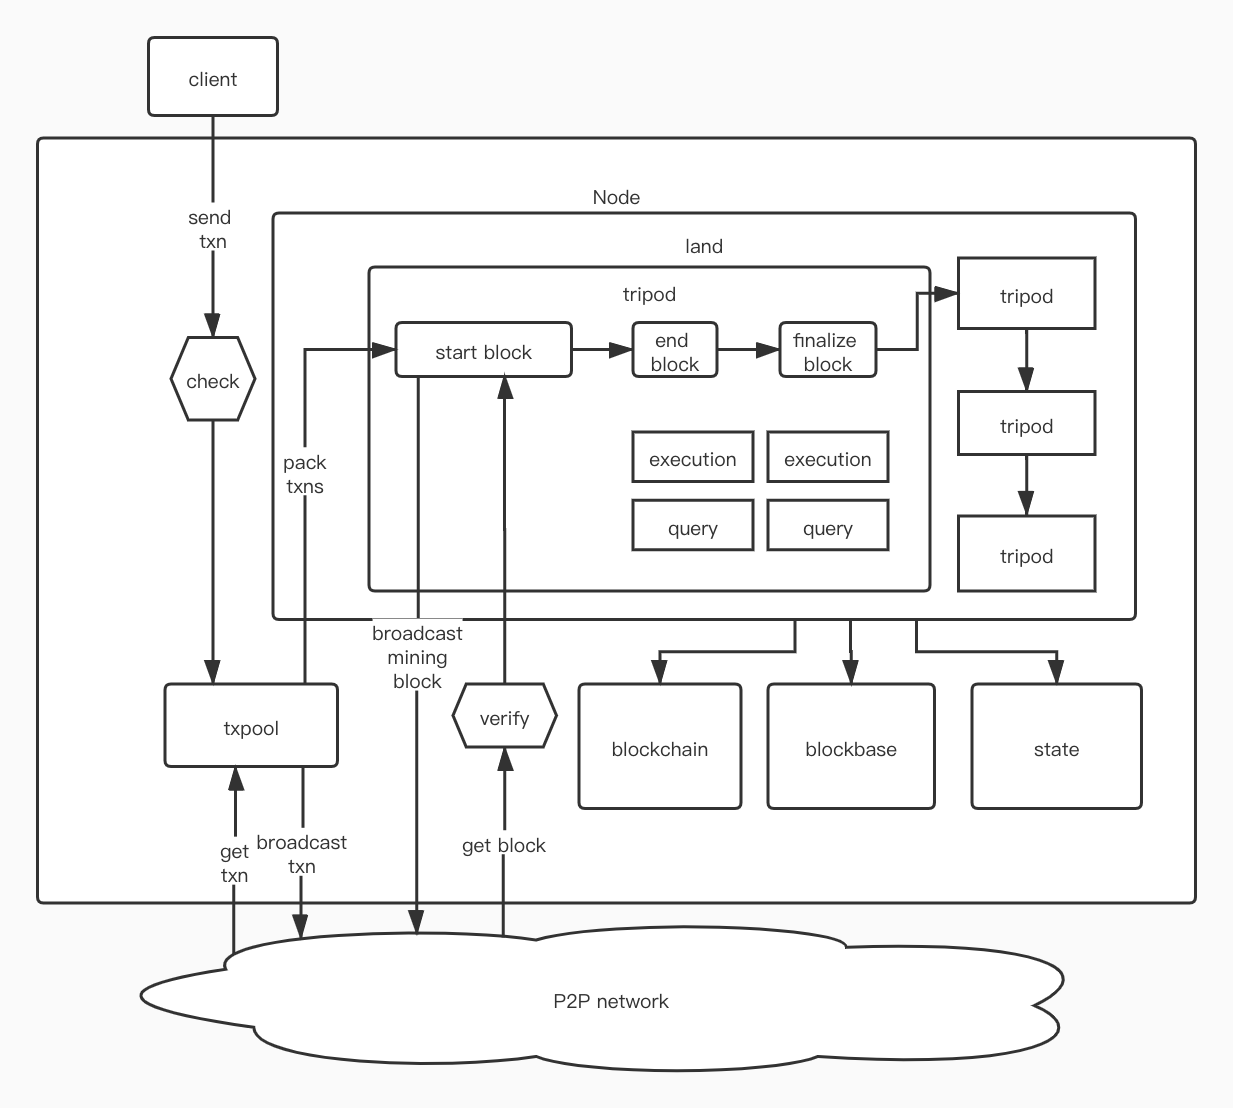 client
send
txn
Node
land
tripod
tripod
start block
end
block
finalize
block
check
pack
txns
execution
execution
tripod
query
query
tripod
broadcast
mining
block
txpool
verify
blockchain
blockbase
state
get
txn
broadcast
txn
get block
P2P network